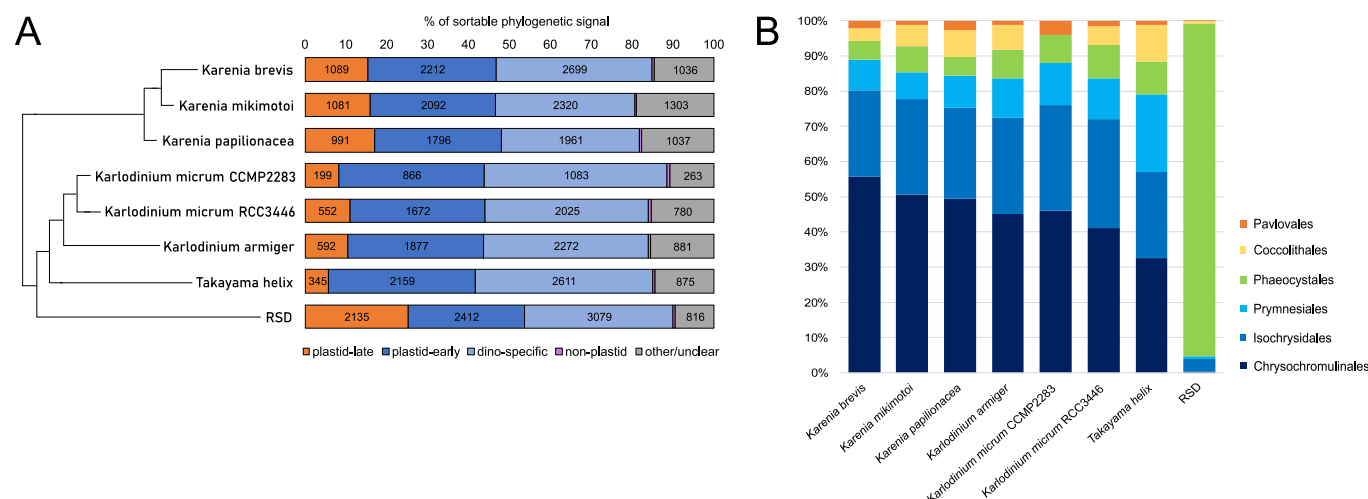 A
% of sortable phylogenetic signal
0 10 20 30 40 50 60 70 80 90 100
Karenia brevis 1089 2212 2699 1036
Karenia mikimotoi 1081 2092 2320 1303
Karenia papilionacea 991 1796 1961 1037
Karlodinium micrum CCMP2283 199 866 1083 263
Karlodinium micrum RCC3446 552 1672 2025 780
Karlodinium armiger 592 1877 2272 881
Takayama helix 345 2159 2611 875
RSD 2135 2412 3079 816
plastid-late plastid-early dino-specific non-plastid other/unclear
B
100%
90%
80%
70%
60%
50%
40%
30%
20%
10%
0%
Karenia brevis
Karenia mikimotoi
Karenia papilionacea
Karlodinium armiger
Karlodinium micrum CCMP2283
Karlodinium micrum RCC3446
Takayama helix
RSD
Pavlovales
Coccolithales
Phaeocystales
Prymnesiales
Isochrysidales
Chrysochromulinales